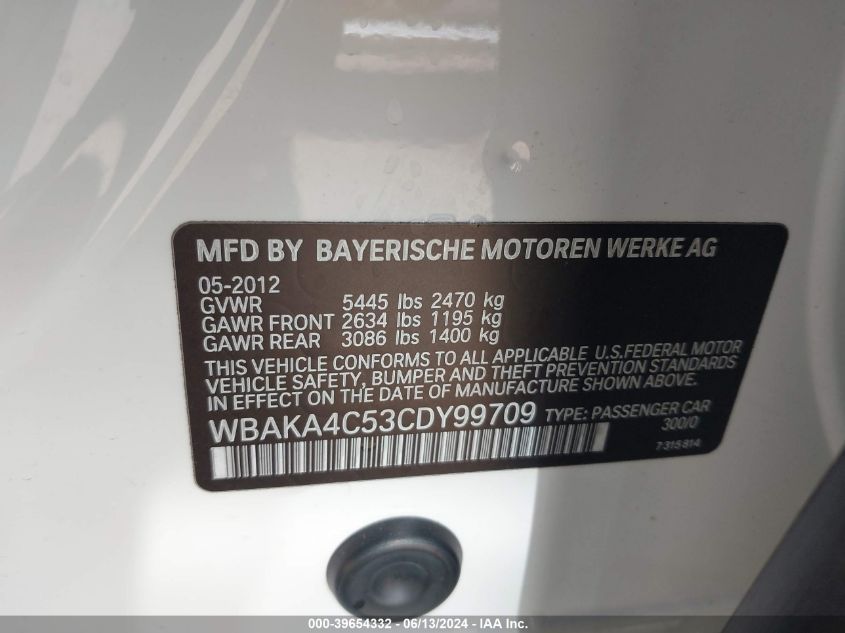 MFD BY BAYERISCHE MOTOREN WERKE AG
05-2012
GVWR 5445 lbs 2470 kg
GAWR FRONT 2634 lbs 1195 kg
GAWR REAR 3086 lbs 1400 kg
THIS VEHICLE CONFORMS TO ALL APPLICABLE U.S.FEDERAL MOTOR
VEHICLE SAFETY, BUMPER AND THEFT PREVENTION STANDARDS
IN EFFECT ON THE DATE OF MANUFACTURE SHOWN ABOVE.
WBAKA4C53CDY99709 TYPE: PASSENGER CAR
300/0
7315814
000-39654332 - 06/13/2024 - IAA Inc.